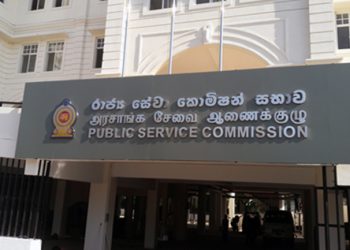 රාජ්‍ය සේවා කොමිෂන් සභාව
அரசாங்க சேவை ஆணைக்குழு
PUBLIC SERVICE COMMISSION